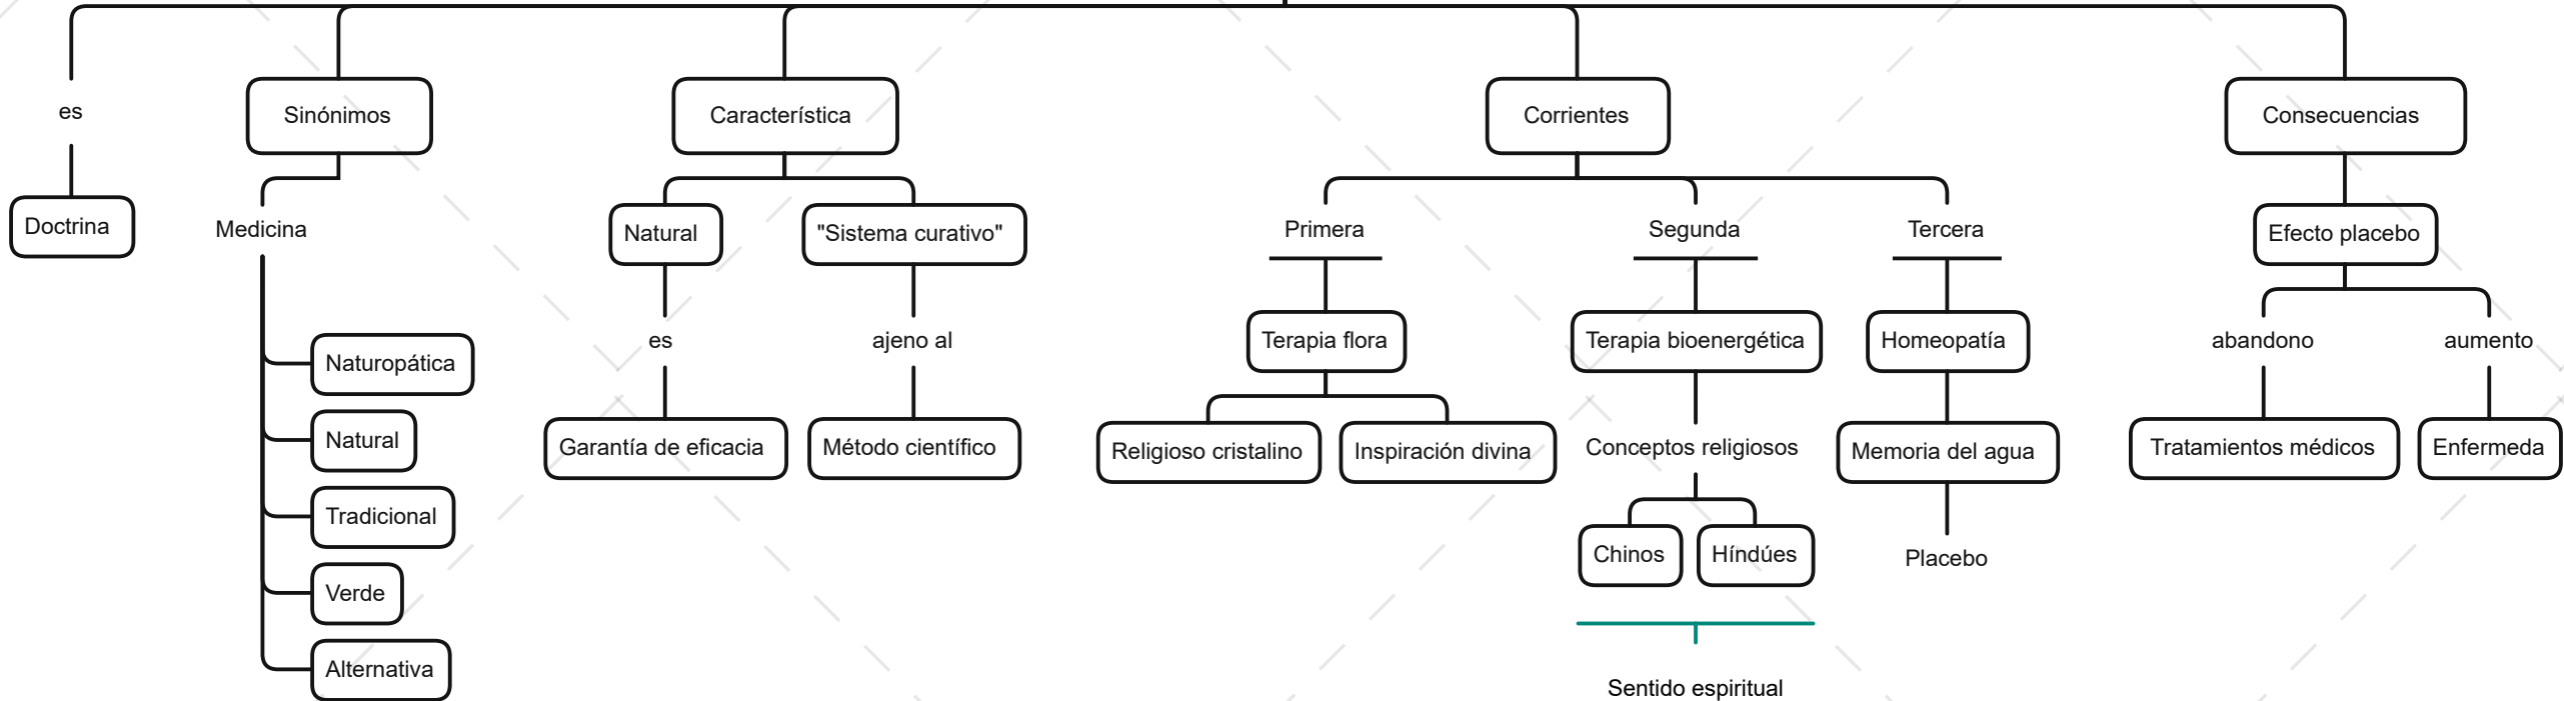 es
Doctrina
Sinónimos
Medicina
Naturopática
Natural
Tradicional
Verde
Alternativa
Característica
Natural
es
Garantía de eficacia
"Sistema curativo"
ajeno al
Método científico
Corrientes
Primera
Terapia flora
Religioso cristalino
Inspiración divina
Segunda
Terapia bioenergética
Conceptos religiosos
Chinos
Híndúes
Sentido espiritual
Tercera
Homeopatía
Memoria del agua
Placebo
Consecuencias
Efecto placebo
abandono
Tratamientos médicos
aumento
Enfermeda